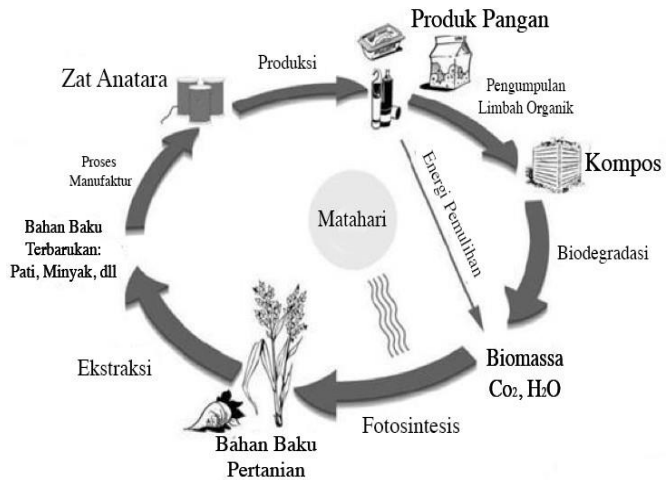 Produk Pangan
Zat Anatara
Produksi
Pengumpulan
Limbah Organik
Kompos
Proses
Manufaktur
Energi Pemulihan
Matahari
Bahan Baku
Terbarukan:
Pati, Minyak, dll
Biodegradasi
Ekstraksi
Biomassa
Co2, H2O
Fotosintesis
Bahan Baku
Pertanian